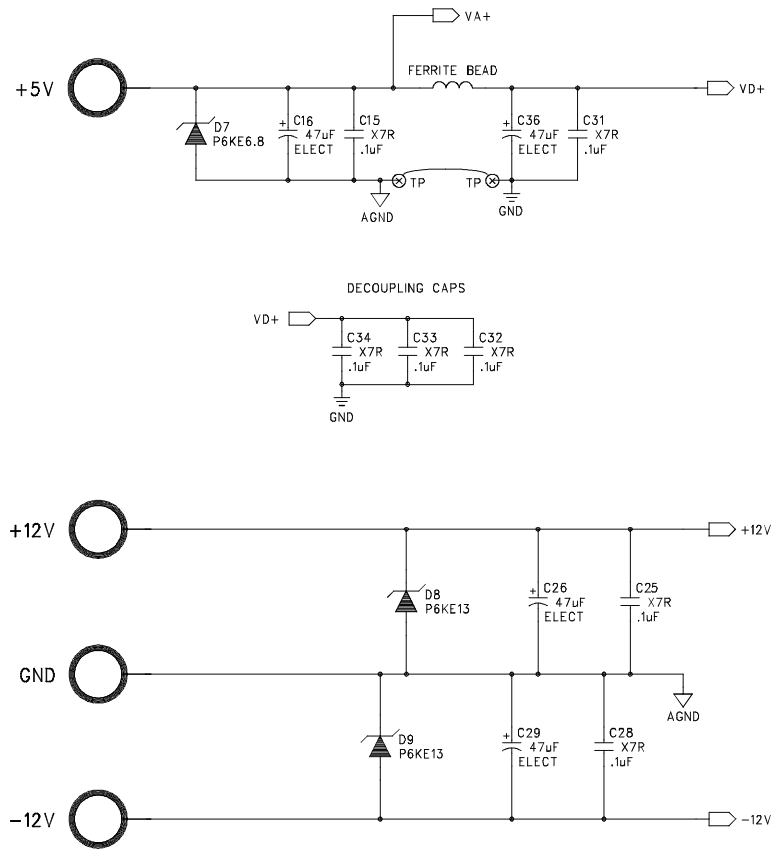 VA+
FERRITE BEAD
+5V
VD+
D7
P6KE6.8
+ C16
47uF
ELECT
C15
X7R
.1uF
+ C36
47uF
ELECT
C31
X7R
.1uF
TP
TP
AGND
GND
DECOUPLING CAPS
VD+
C34
X7R
.1uF
C33
X7R
.1uF
C32
X7R
.1uF
GND
+12V
+12V
D8
P6KE13
+ C26
47uF
ELECT
C25
X7R
.1uF
GND
AGND
D9
P6KE13
+ C29
47uF
ELECT
C28
X7R
.1uF
-12V
-12V